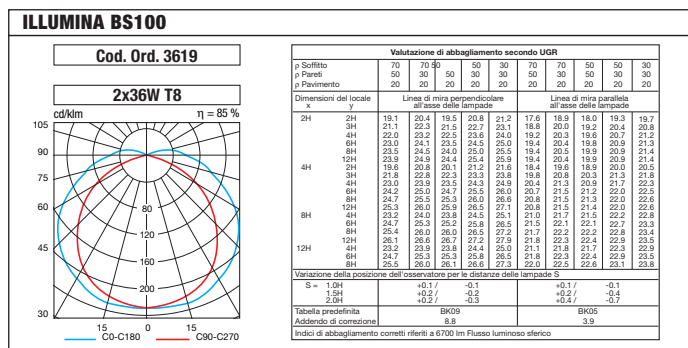 ILLUMINA BS100
Cod. Ord. 3619
2x36W T8
cd/klm η = 85 %
105
90
75
60
45
30
80
120
160
200
15 0 15
C0-C180 C90-C270
Valutazione di abbagliamento secondo UGR
ρ Soffitto 70 70 50 50 30 70 70 50 50 30
ρ Pareti 50 30 50 30 30 50 30 50 30 30
ρ Pavimento 20 20 20 20 20 20 20 20 20 20
Dimensioni del locale Linea di mira perpendicolare Linea di mira parallela
x y all'asse delle lampade all'asse delle lampade
2H 2H 19.1 20.4 19.5 20.8 21,2 17.6 18.9 18.0 19.3 19.7
3H 21.1 22.3 21.5 22.7 23.1 18.8 20.0 19.2 20.4 20.8
4H 22.0 23.2 22.5 23.6 24.0 19.2 20.3 19.6 20.7 21.2
6H 23.0 24.1 23.5 24.5 25.0 19.4 20.4 19.8 20.9 21.3
8H 23.5 24.5 24.0 25.0 25.5 19.4 20.5 19.9 20.9 21.4
12H 23.9 24.9 24.4 25.4 25.9 19.4 20.4 19.9 20.9 21.4
4H 2H 19.6 20.8 20.1 21.2 21.6 18.4 19.6 18.9 20.0 20.5
3H 21.8 22.8 22.3 23.3 23.8 19.8 20.8 20.3 21.3 21.8
4H 23.0 23.9 23.5 24.3 24.9 20.4 21.3 20.9 21.7 22.3
6H 24.2 25.0 24.7 25.5 26.0 20.7 21.5 21.2 22.0 22.5
8H 24.7 25.5 25.3 26.0 26.6 20.8 21.5 21.3 22.0 22.6
12H 25.3 26.0 25.9 26.5 27.1 20.8 21.5 21.4 22.0 22.6
8H 4H 23.2 24.0 23.8 24.5 25.1 21.0 21.7 21.5 22.2 22.8
6H 24.7 25.3 25.2 25.8 26.5 21.5 22.1 22.1 22.7 23.3
8H 25.4 26.0 26.0 26.5 27.2 21.7 22.2 22.2 22.8 23.4
12H 26.1 26.6 26.7 27.2 27.9 21.8 22.3 22.4 22.9 23.5
12H 4H 23.2 23.9 23.8 24.4 25.0 21.1 21.8 21.7 22.3 22.9
6H 24.7 25.3 25.3 25.8 26.5 21.8 22.3 22.4 22.9 23.5
8H 25.5 26.0 26.1 26.6 27.3 22.0 22.5 22.6 23.1 23.8
Variazione della posizione dell'osservatore per le distanze delle lampade S
S = 1.0H +0.1 / -0.1 +0.1 / -0.1
1.5H +0.2 / -0.2 +0.2 / -0.4
2.0H +0.2 / -0.3 +0.4 / -0.7
Tabella predefinita BK09 BK05
Addendo di correzione 8.8 3.9
Indici di abbagliamento corretti riferiti a 6700 lm Flusso luminoso sferico